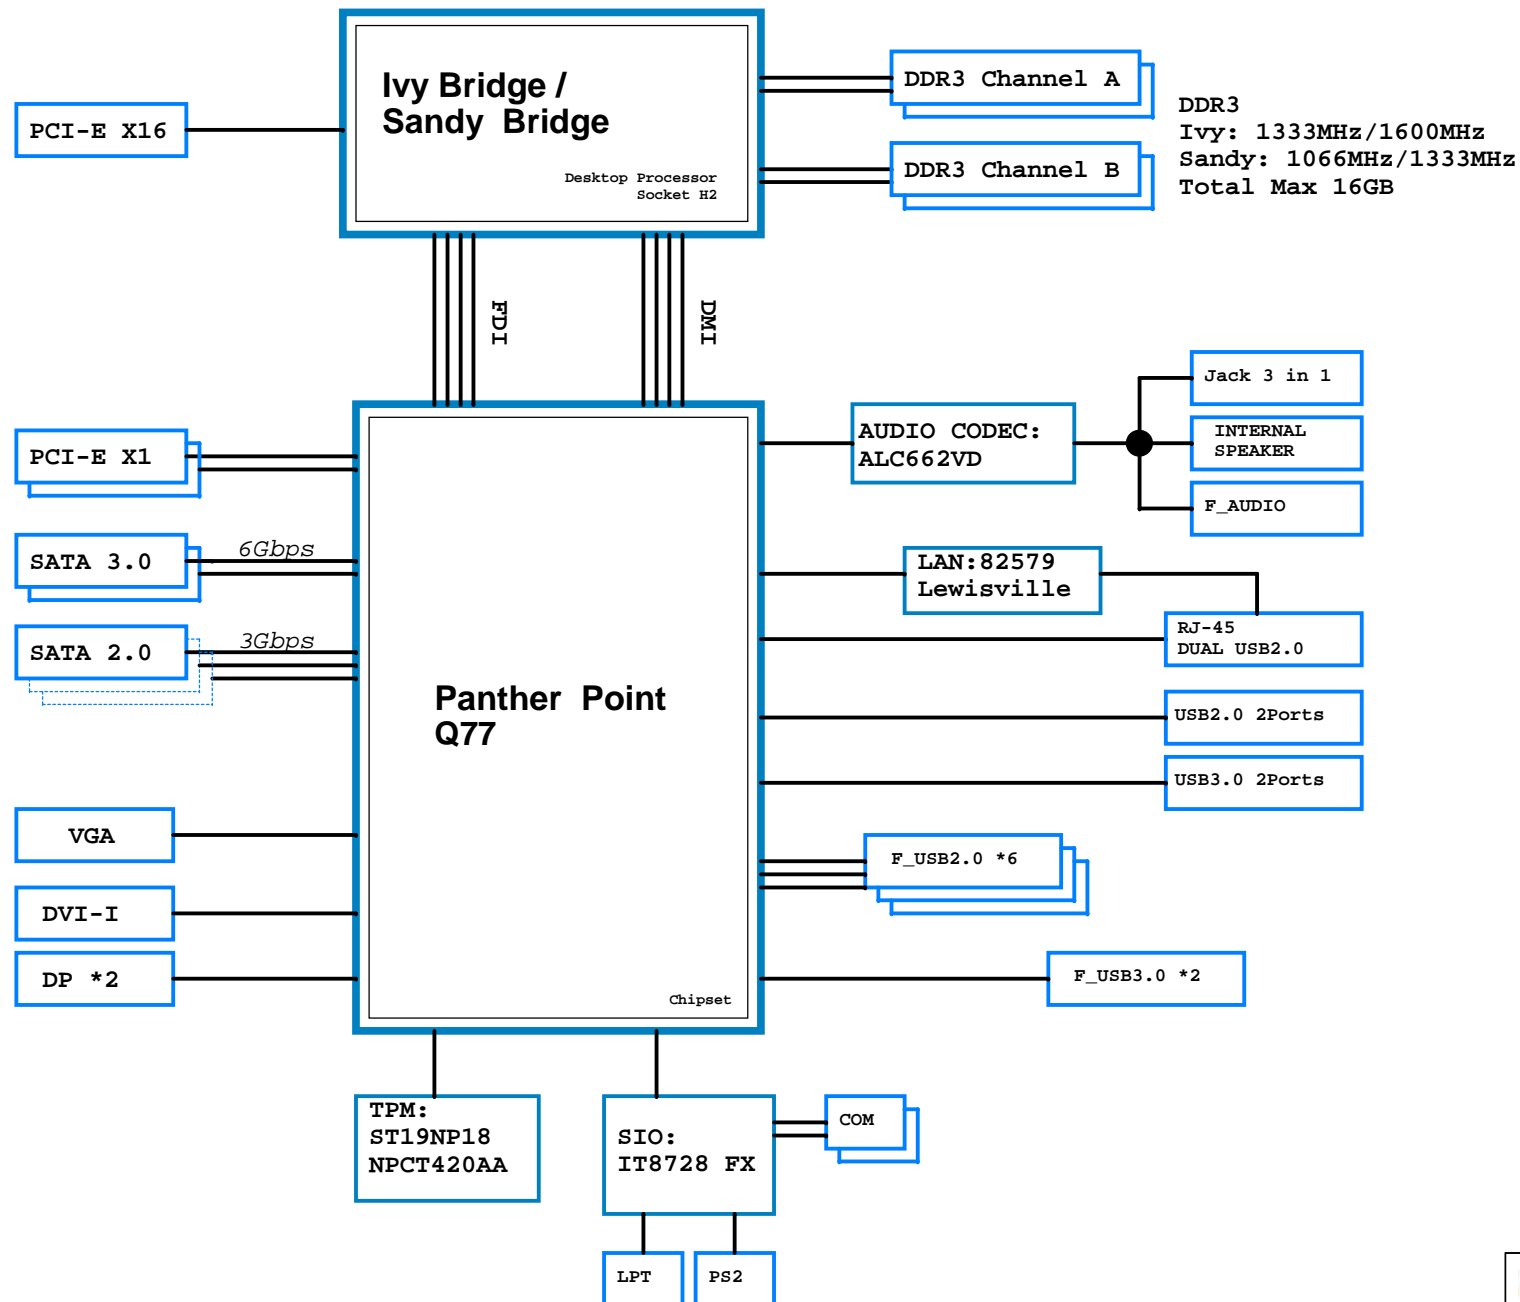 Ivy Bridge /
Sandy Bridge
Desktop Processor
Socket H2
PCI-E X16
DDR3 Channel A
DDR3 Channel B
DDR3
Ivy: 1333MHz/1600MHz
Sandy: 1066MHz/1333MHz
Total Max 16GB
FDI
DMI
PCI-E X1
SATA 3.0
6Gbps
SATA 2.0
3Gbps
VGA
DVI-I
DP *2
Panther Point
Q77
Chipset
AUDIO CODEC:
ALC662VD
Jack 3 in 1
INTERNAL
SPEAKER
F_AUDIO
LAN:82579
Lewisville
RJ-45
DUAL USB2.0
USB2.0 2Ports
USB3.0 2Ports
F_USB2.0 *6
F_USB3.0 *2
TPM:
ST19NP18
NPCT420AA
SIO:
IT8728 FX
COM
LPT
PS2